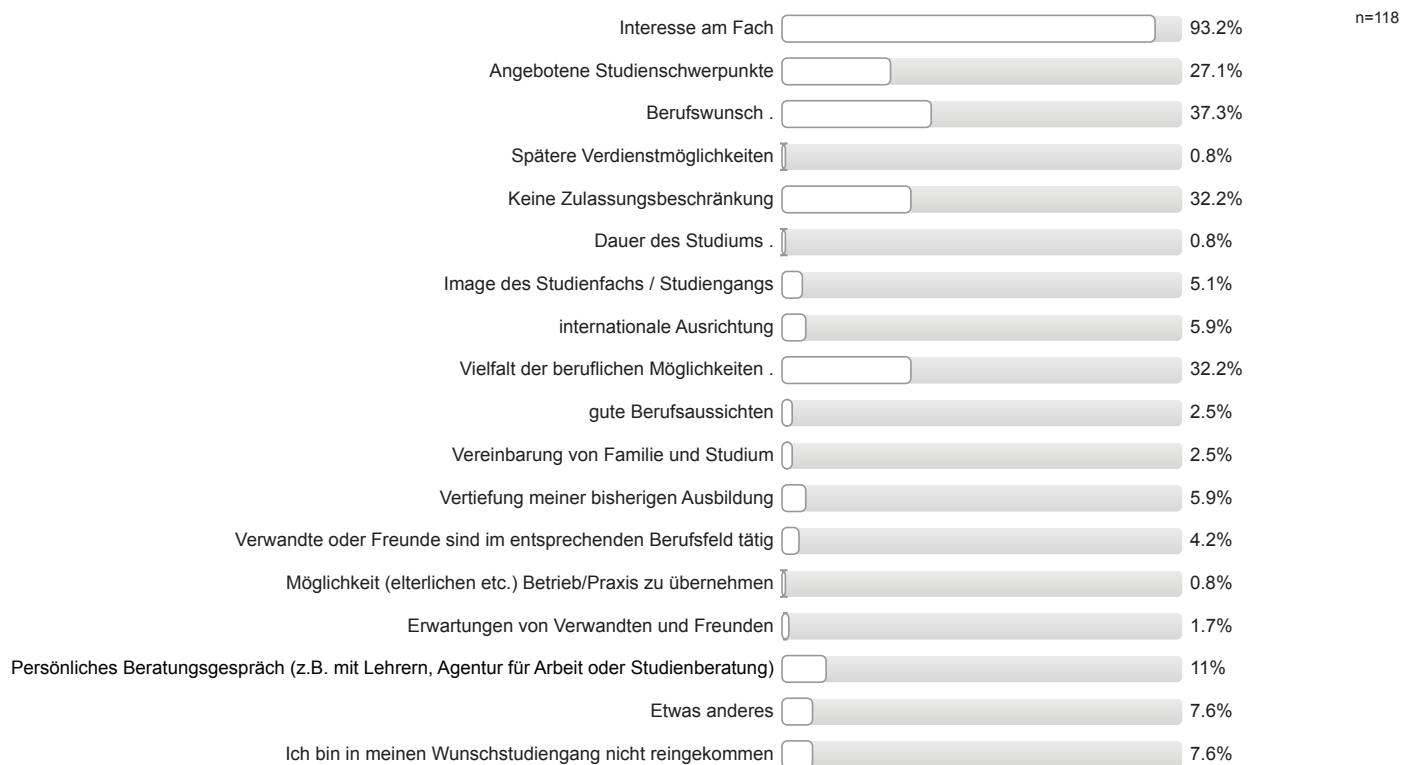 n=118
Interesse am Fach 93.2%
Angebotene Studienschwerpunkte 27.1%
Berufswunsch . 37.3%
Spätere Verdienstmöglichkeiten 0.8%
Keine Zulassungsbeschränkung 32.2%
Dauer des Studiums . 0.8%
Image des Studienfachs / Studiengangs 5.1%
internationale Ausrichtung 5.9%
Vielfalt der beruflichen Möglichkeiten . 32.2%
gute Berufsaussichten 2.5%
Vereinbarung von Familie und Studium 2.5%
Vertiefung meiner bisherigen Ausbildung 5.9%
Verwandte oder Freunde sind im entsprechenden Berufsfeld tätig 4.2%
Möglichkeit (elterlichen etc.) Betrieb/Praxis zu übernehmen 0.8%
Erwartungen von Verwandten und Freunden 1.7%
Persönliches Beratungsgespräch (z.B. mit Lehrern, Agentur für Arbeit oder Studienberatung) 11%
Etwas anderes 7.6%
Ich bin in meinen Wunschstudiengang nicht reingekommen 7.6%